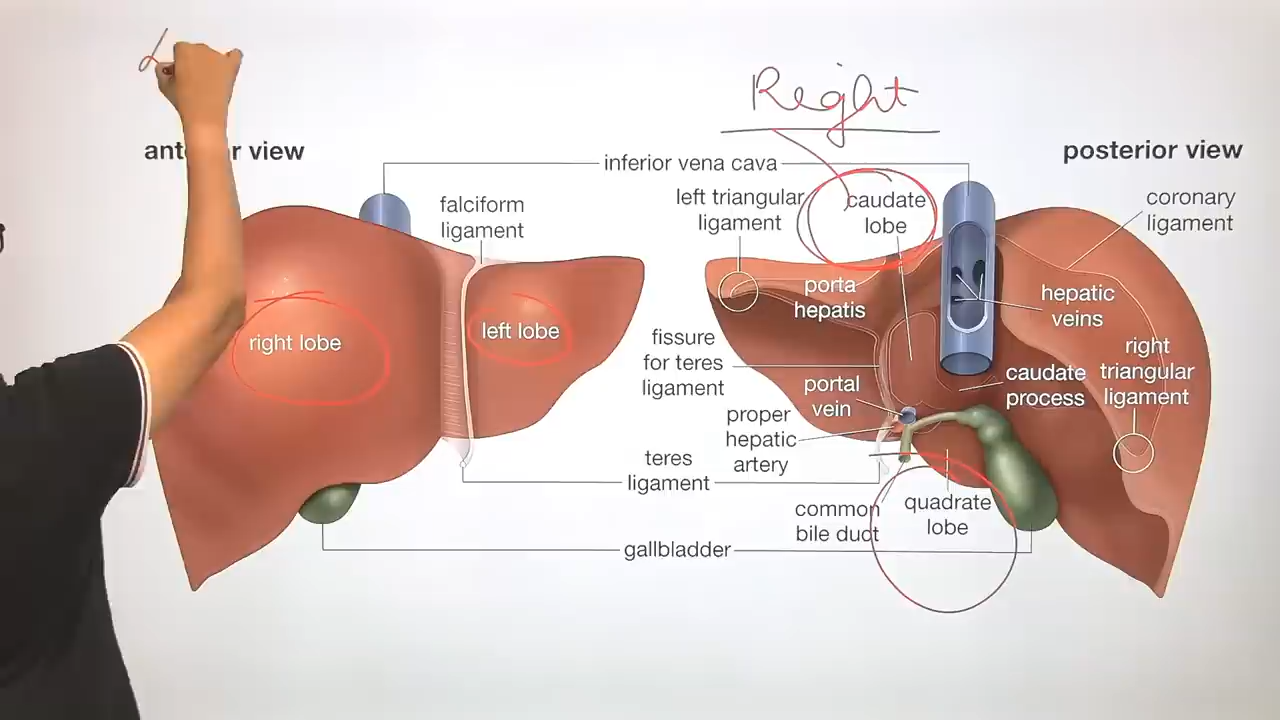 Right
anterior view
inferior vena cava
posterior view
falciform
ligament
left triangular
ligament
caudate
lobe
coronary
ligament
porta
hepatis
hepatic
veins
right lobe
left lobe
fissure
for teres
ligament
right
triangular
ligament
portal
vein
caudate
process
proper
hepatic
artery
teres
ligament
common
bile duct
quadrate
lobe
gallbladder